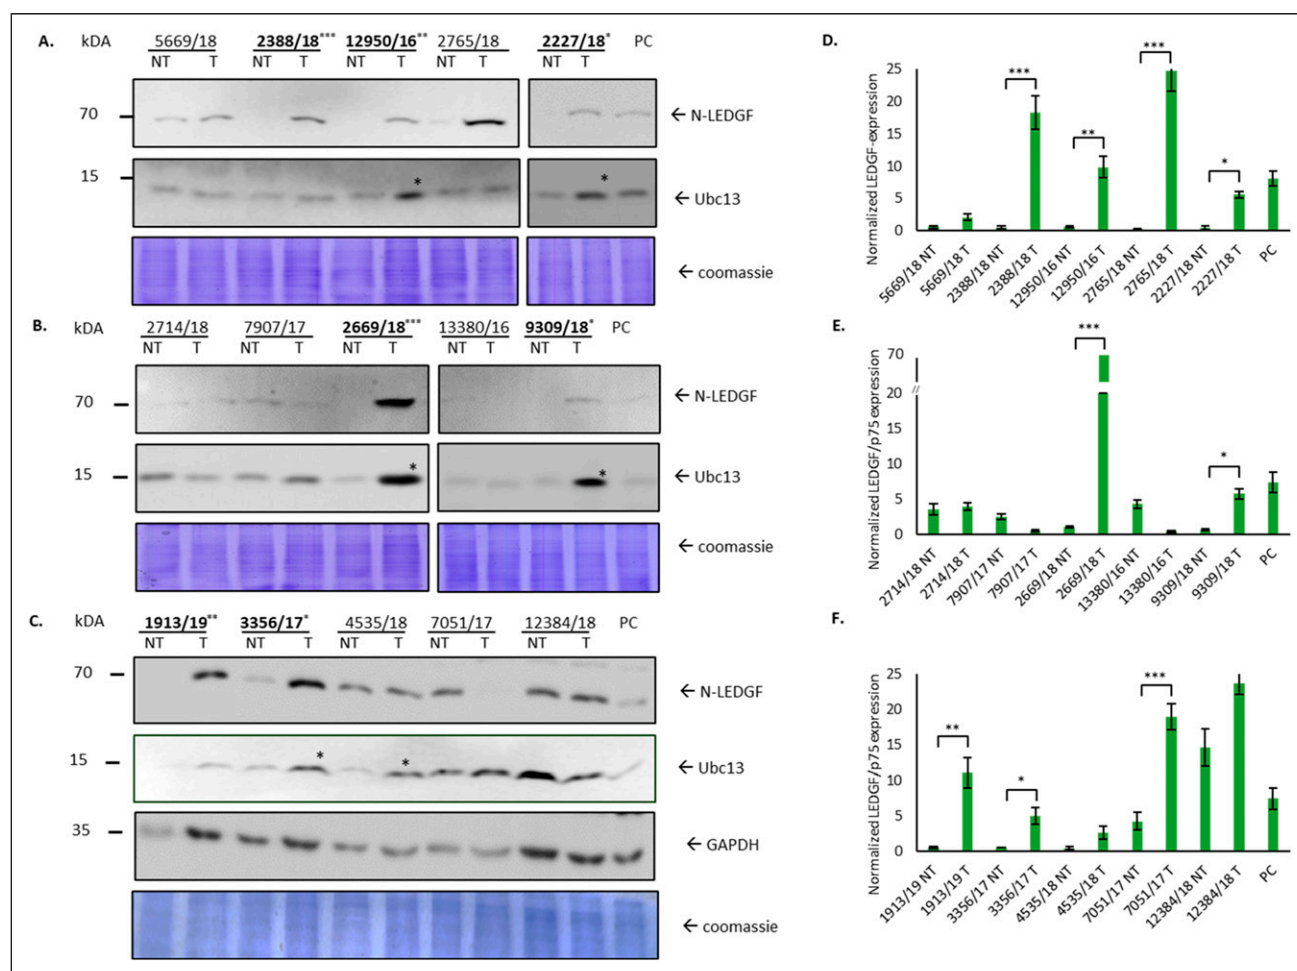 A. kDA 5669/18 2388/18*** 12950/16** 2765/18 2227/18* PC
NT T NT T NT T NT T NT T
70 ← N-LEDGF
15 * * ← Ubc13
← coomassie
B. kDA 2714/18 7907/17 2669/18*** 13380/16 9309/18* PC
NT T NT T NT T NT T NT T
70 ← N-LEDGF
15 * * ← Ubc13
← coomassie
C. kDA 1913/19** 3356/17* 4535/18 7051/17 12384/18 PC
NT T NT T NT T NT T NT T
70 ← N-LEDGF
15 * * ← Ubc13
35 ← GAPDH
← coomassie
D.
Normalized LEDGF-expression
25
20
15
10
5
0
*** ** *** *
5669/18 NT
5669/18 T
2388/18 NT
2388/18 T
12950/16 NT
12950/16 T
2765/18 NT
2765/18 T
2227/18 NT
2227/18 T
PC
E.
Normalized LEDGF/p75 expression
70
//
20
15
10
5
0
*** *
2714/18 NT
2714/18 T
7907/17 NT
7907/17 T
2669/18 NT
2669/18 T
13380/16 NT
13380/16 T
9309/18 NT
9309/18 T
PC
F.
Normalized LEDGF/p75 expression
25
20
15
10
5
0
** * ***
1913/19 NT
1913/19 T
3356/17 NT
3356/17 T
4535/18 NT
4535/18 T
7051/17 NT
7051/17 T
12384/18 NT
12384/18 T
PC